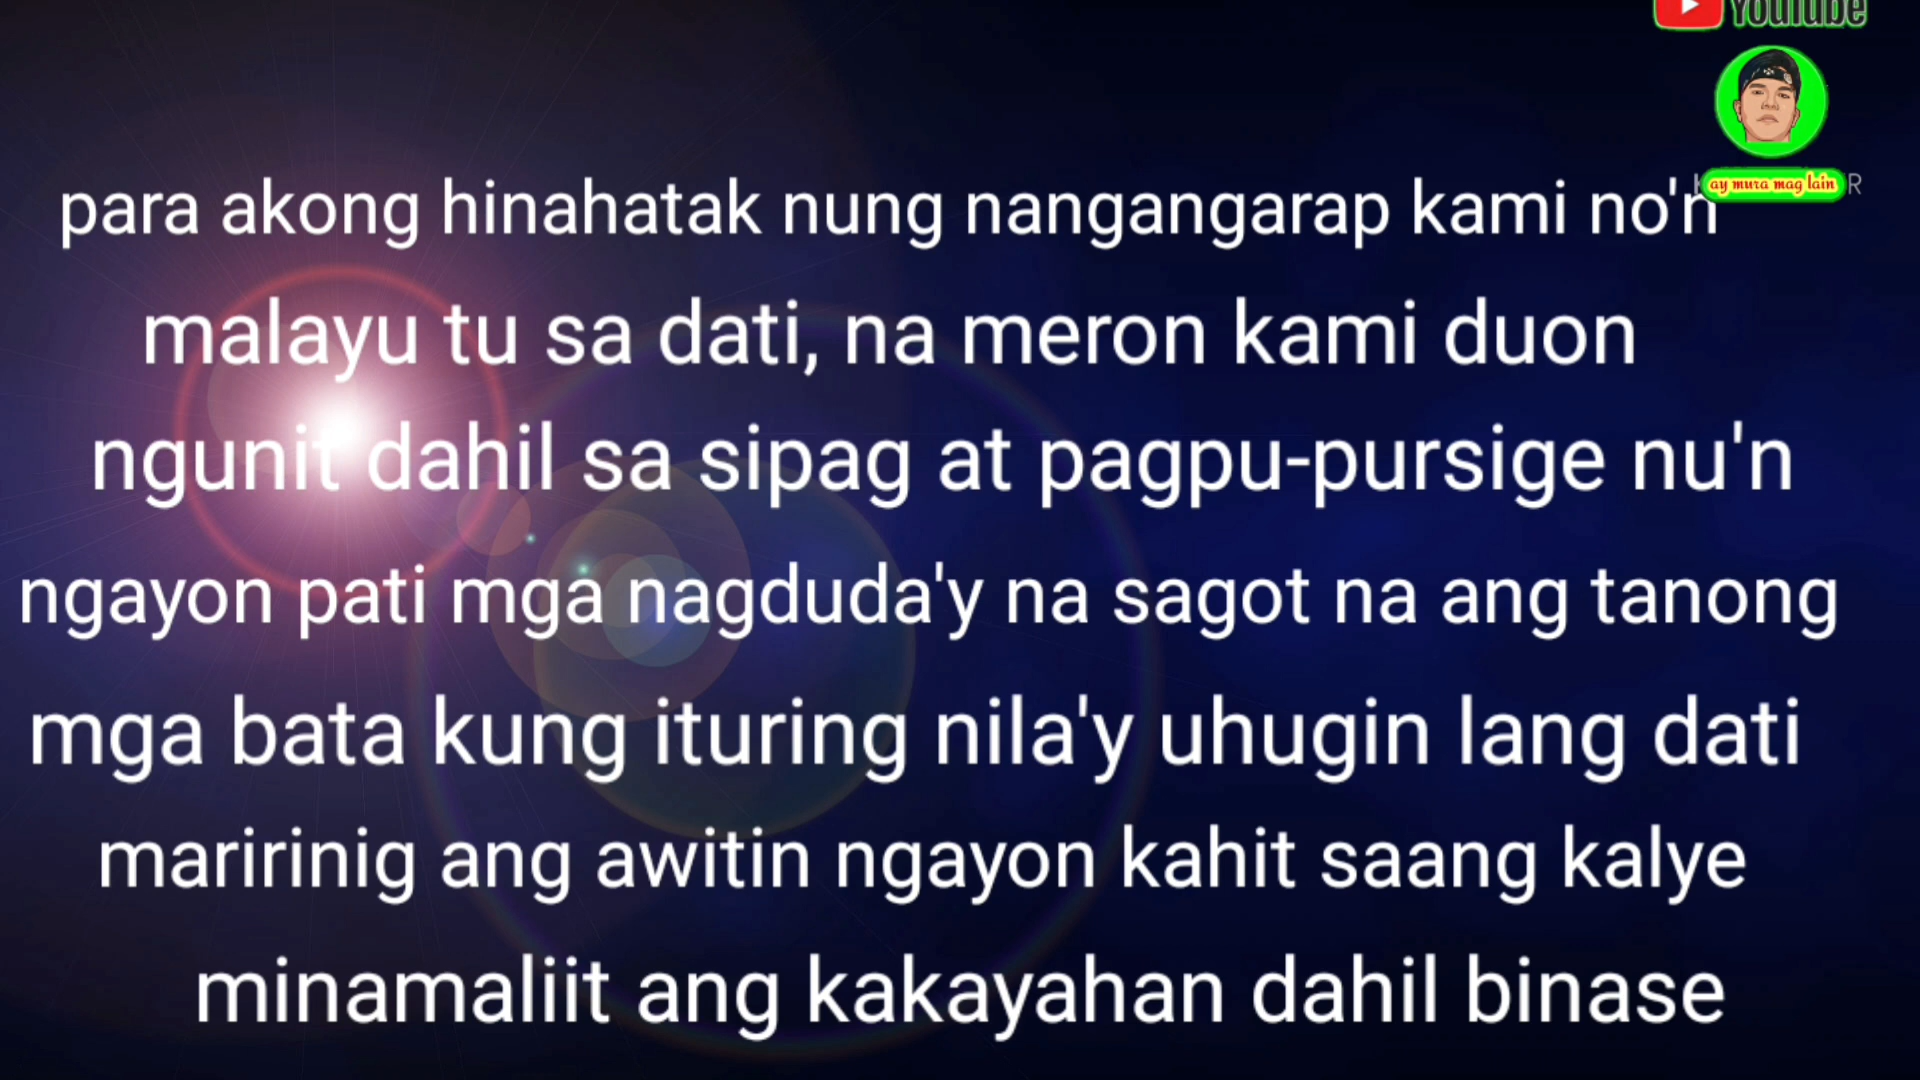 YouTube
ay mura mag lain
para akong hinahatak nung nangangarap kami no'n
malayu tu sa dati, na meron kami duon
ngunit dahil sa sipag at pagpu-pursige nu'n
ngayon pati mga nagduda'y na sagot na ang tanong
mga bata kung ituring nila'y uhugin lang dati
maririnig ang awitin ngayon kahit saang kalye
minamaliit ang kakayahan dahil binase